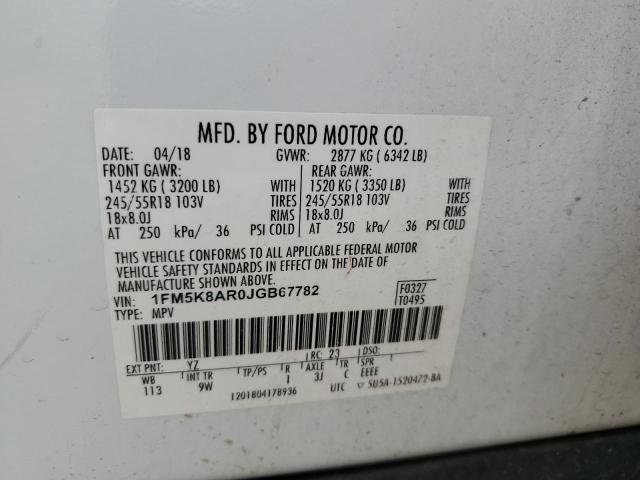 MFD. BY FORD MOTOR CO.
DATE: 04/18 GVWR: 2877 KG ( 6342 LB)
FRONT GAWR: REAR GAWR:
1452 KG ( 3200 LB) WITH 1520 KG ( 3350 LB) WITH
245/55R18 103V TIRES 245/55R18 103V TIRES
18x8.0J RIMS 18x8.0J RIMS
AT 250 kPa/ 36 PSI COLD AT 250 kPa/ 36 PSI COLD
THIS VEHICLE CONFORMS TO ALL APPLICABLE FEDERAL MOTOR
VEHICLE SAFETY STANDARDS IN EFFECT ON THE DATE OF
MANUFACTURE SHOWN ABOVE.
VIN: 1FM5K8AR0JGB67782 F0327
TYPE: MPV T0495
EXT PNT: YZ RC: 23 DSO:
WB INT TR TP/PS R AXLE TR SPR
113 9W 1 3J C EEEE
1201804178936 UTC ▽ 5U5A-1520472-BA